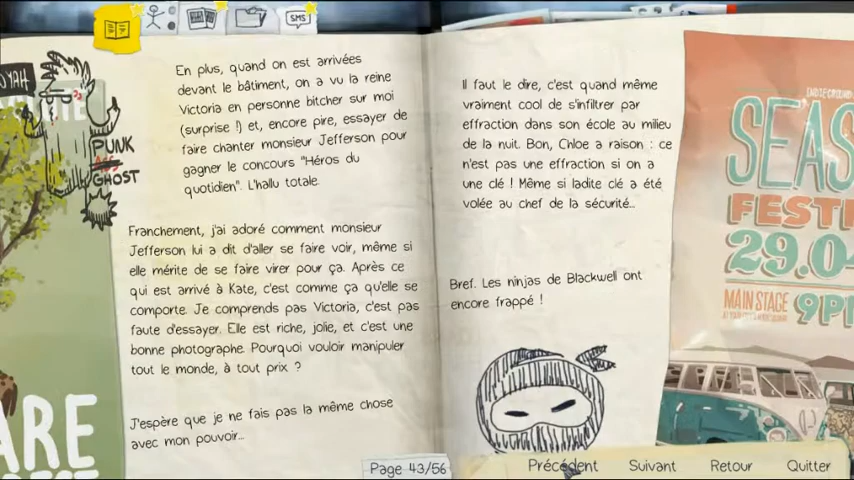 SMS
OYAH
PUNK
GHOST
En plus, quand on est arrivées
devant le bâtiment, on a vu la reine
Victoria en personne bitcher sur moi
(surprise !) et, encore pire, essayer de
faire chanter monsieur Jefferson pour
gagner le concours "Héros du
quotidien". L'hallu totale.
Franchement, j'ai adoré comment monsieur
Jefferson lui a dit d'aller se faire voir, même si
elle mérite de se faire virer pour ça. Après ce
qui est arrivé à Kate, c'est comme ça qu'elle se
comporte. Je comprends pas Victoria, c'est pas
faute d'essayer. Elle est riche, jolie, et c'est une
bonne photographe. Pourquoi vouloir manipuler
tout le monde, à tout prix ?
J'espère que je ne fais pas la même chose
avec mon pouvoir...
ARE
Il faut le dire, c'est quand même
vraiment cool de s'infiltrer par
effraction dans son école au milieu
de la nuit. Bon, Chloe a raison : ce
n'est pas une effraction si on a
une clé ! Même si ladite clé a été
volée au chef de la sécurité...
Bref. Les ninjas de Blackwell ont
encore frappé !
SEAS
FESTI
29.04
MAIN STAGE
9PM
Page 43/56
Précédent
Suivant
Retour
Quitter